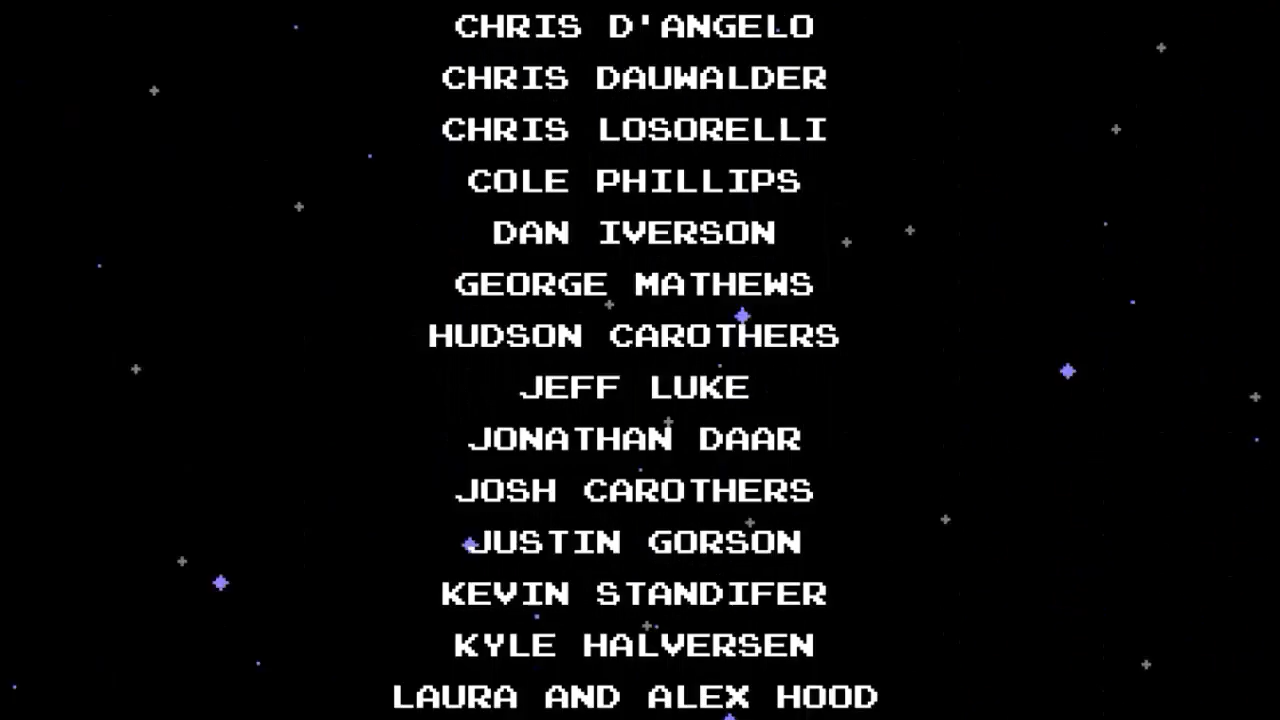 CHRIS D'ANGELO
CHRIS DAUWALDER
CHRIS LOSORELLI
COLE PHILLIPS
DAN IVERSON
GEORGE MATHEWS
HUDSON CAROTHERS
JEFF LUKE
JONATHAN DAAR
JOSH CAROTHERS
JUSTIN GORSON
KEVIN STANDIFER
KYLE HALVERSEN
LAURA AND ALEX HOOD